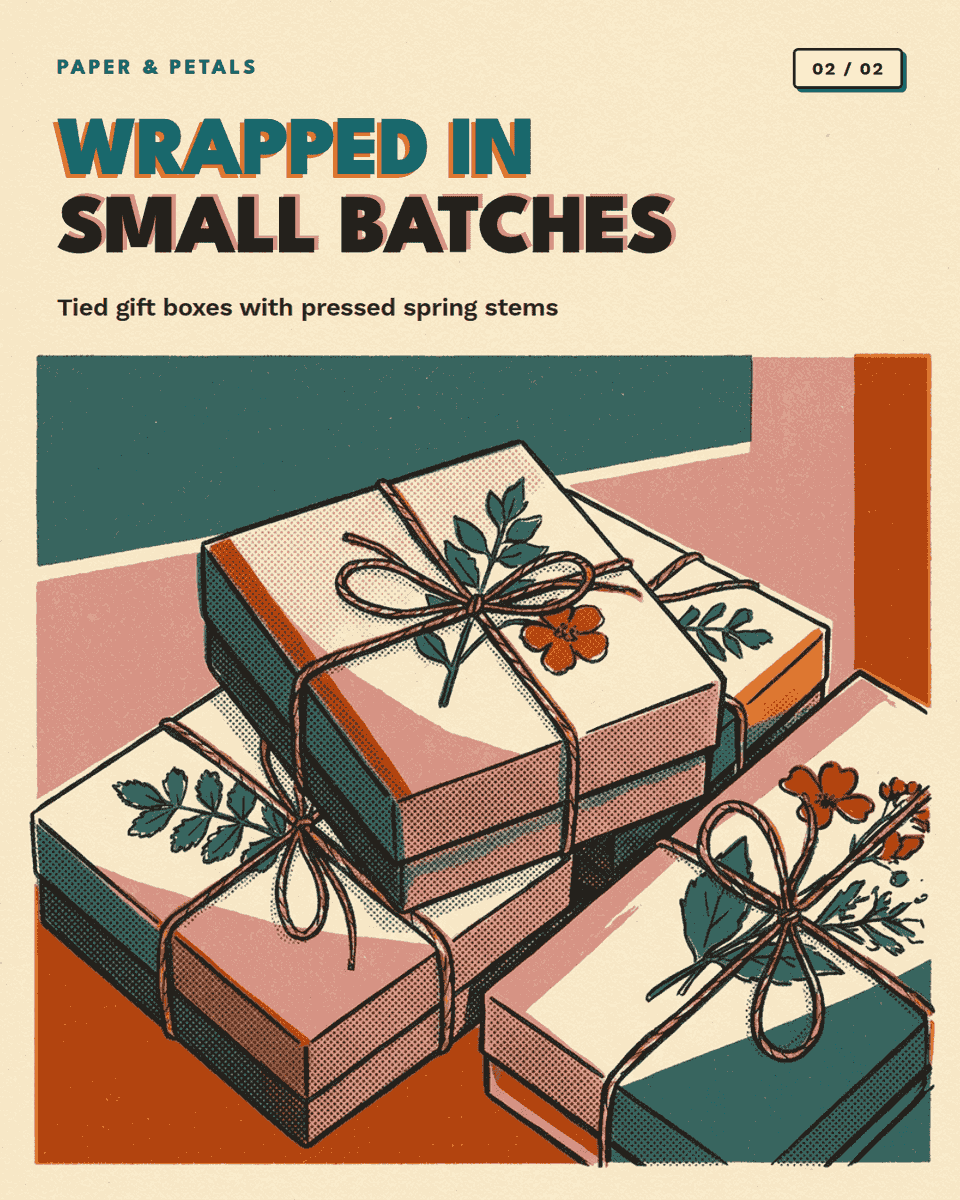 PAPER & PETALS
02 / 02
WRAPPED IN
SMALL BATCHES
Tied gift boxes with pressed spring stems